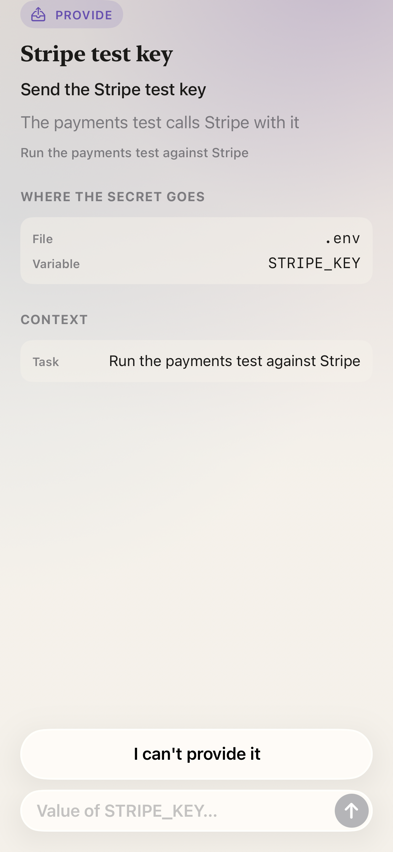 PROVIDE
Stripe test key
Send the Stripe test key
The payments test calls Stripe with it
Run the payments test against Stripe
WHERE THE SECRET GOES
File .env
Variable STRIPE_KEY
CONTEXT
Task Run the payments test against Stripe
I can't provide it
Value of STRIPE_KEY...